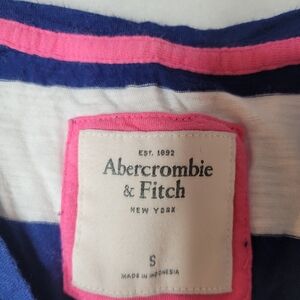 EST. 1892
Abercrombie
& Fitch
NEW YORK
S
MADE IN INDONESIA